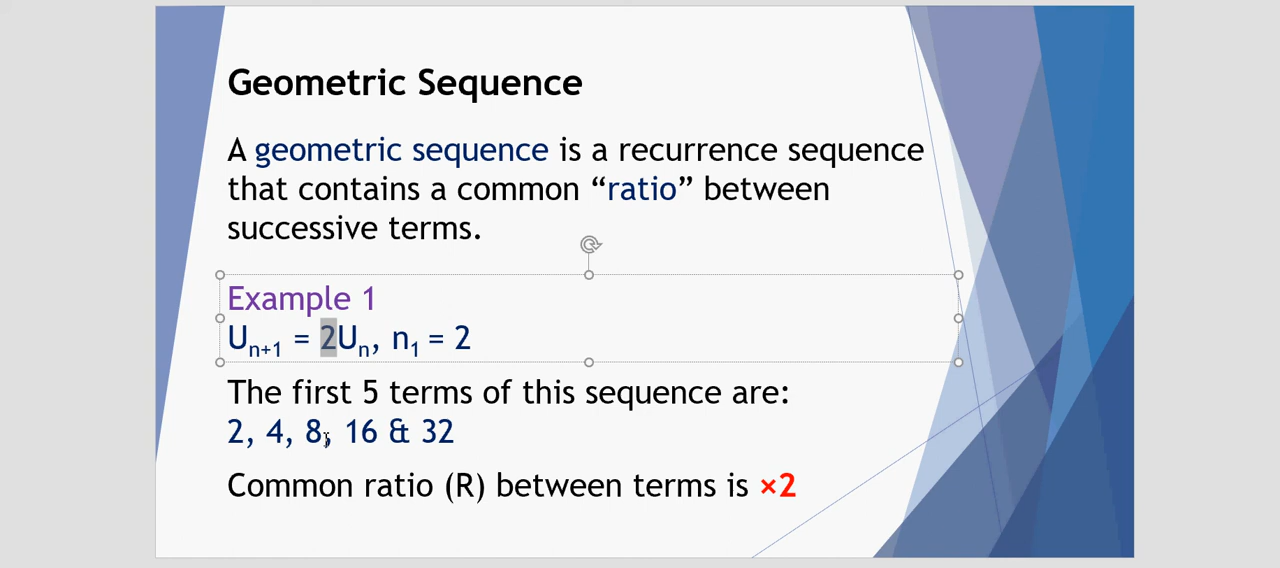 Geometric Sequence
A geometric sequence is a recurrence sequence
that contains a common “ratio” between
successive terms.
Example 1
Uₙ₊₁ = 2Uₙ, n₁ = 2
The first 5 terms of this sequence are:
2, 4, 8, 16 & 32
Common ratio (R) between terms is ×2